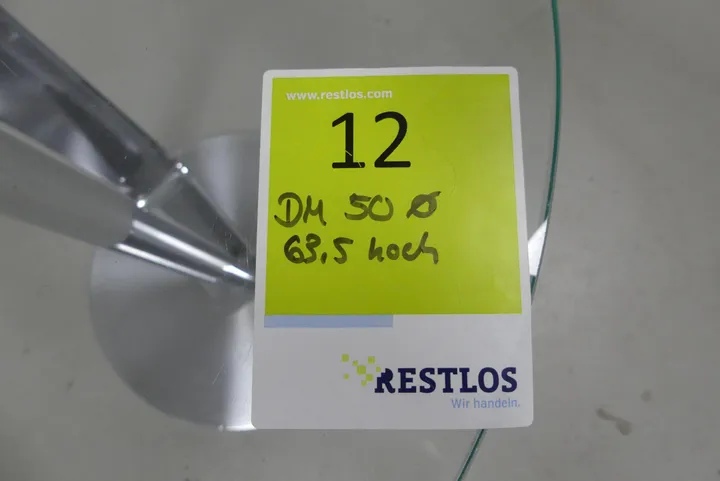 www.restlos.com
12
DM 50 ø
63,5 hoch
RESTLOS
Wir handeln.